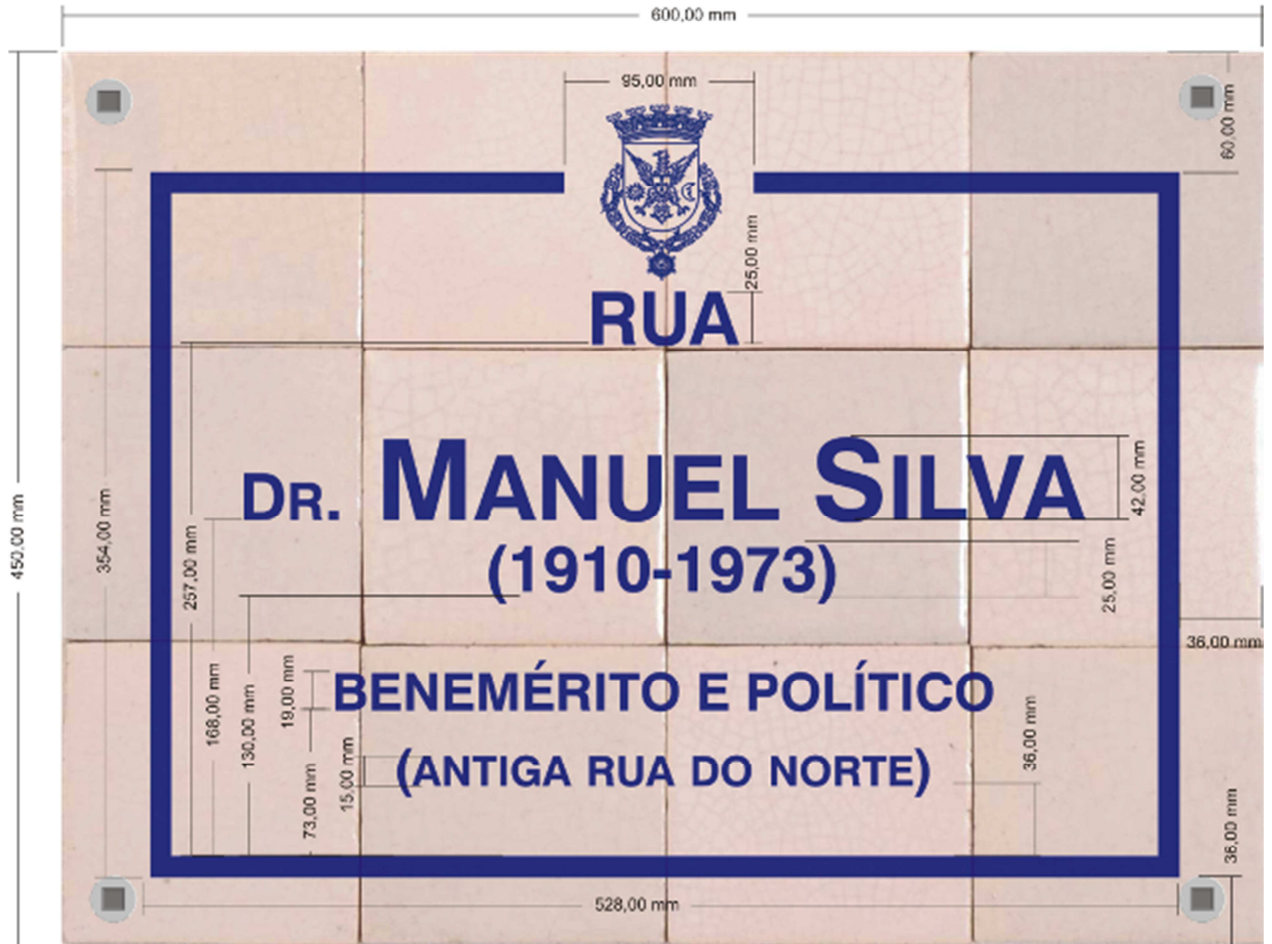 600,00 mm
95,00 mm
60,00 mm
25,00 mm
RUA
DR. MANUEL SILVA
42,00 mm
(1910-1973)
25,00 mm
450,00 mm
354,00 mm
257,00 mm
36,00 mm
BENEMÉRITO E POLÍTICO
19,00 mm
168,00 mm
130,00 mm
36,00 mm
(ANTIGA RUA DO NORTE)
15,00 mm
73,00 mm
36,00 mm
528,00 mm